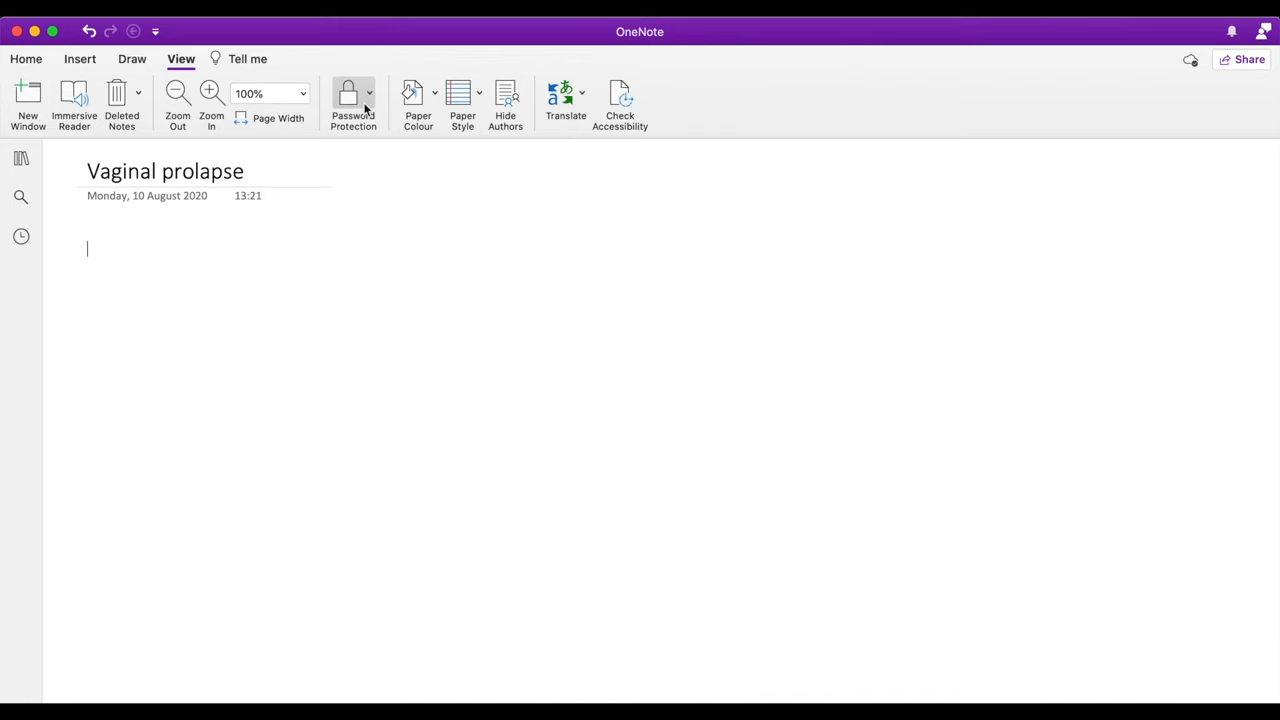 OneNote
Home Insert Draw View Tell me Share
100%
Page Width
New Window
Immersive Reader
Deleted Notes
Zoom Out
Zoom In
Password Protection
Paper Colour
Paper Style
Hide Authors
Translate
Check Accessibility
Vaginal prolapse
Monday, 10 August 2020 13:21